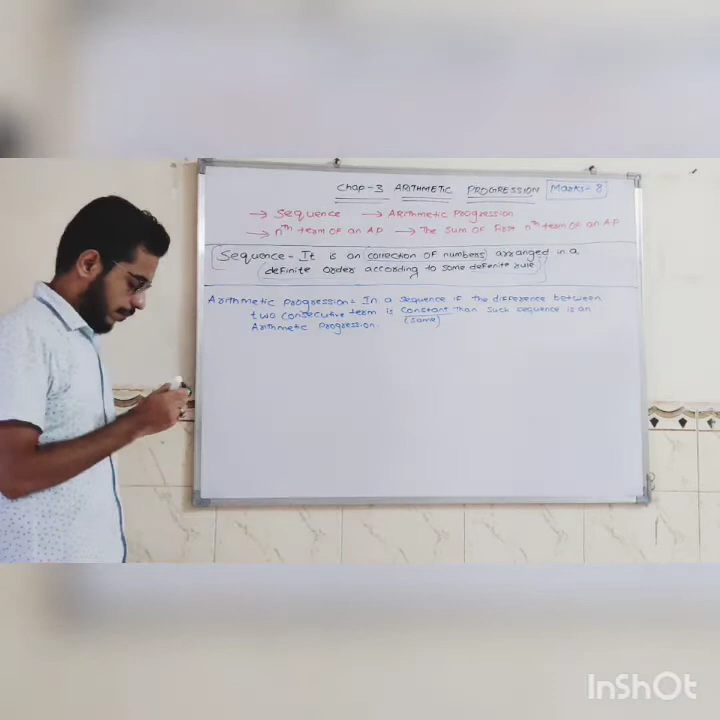 Chap-3 ARITHMETIC PROGRESSION Marks-8
→ Sequence → Arithmetic Progression
→ nth term of an AP → The sum of first nth term of an A.P
Sequence - It is an collection of numbers arranged in a
definite order according to some defenite rule.
Arithmetic Progression = In a sequence if the difference between
two consecutive term is constant than such sequence is an
(same)
Arithmetic Progression.
InShOt